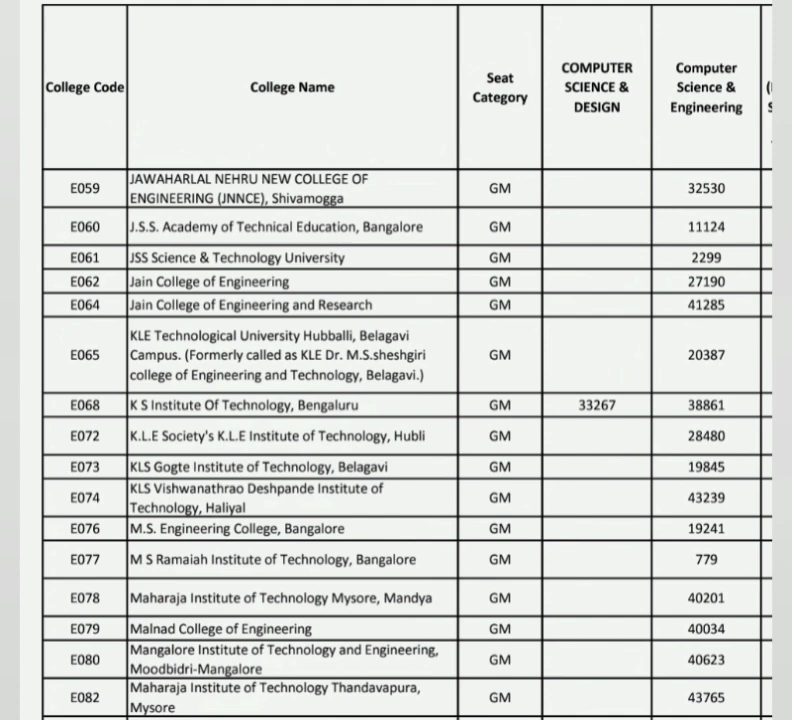 College Code College Name Seat Category COMPUTER SCIENCE & DESIGN Computer Science & Engineering
E059 JAWAHARLAL NEHRU NEW COLLEGE OF
ENGINEERING (JNNCE), Shivamogga GM 32530
E060 J.S.S. Academy of Technical Education, Bangalore GM 11124
E061 JSS Science & Technology University GM 2299
E062 Jain College of Engineering GM 27190
E064 Jain College of Engineering and Research GM 41285
E065 KLE Technological University Hubballi, Belagavi
Campus. (Formerly called as KLE Dr. M.S.sheshgiri GM 20387
college of Engineering and Technology, Belagavi.)
E068 K S Institute Of Technology, Bengaluru GM 33267 38861
E072 K.L.E Society's K.L.E Institute of Technology, Hubli GM 28480
E073 KLS Gogte Institute of Technology, Belagavi GM 19845
E074 KLS Vishwanathrao Deshpande Institute of
Technology, Haliyal GM 43239
E076 M.S. Engineering College, Bangalore GM 19241
E077 M S Ramaiah Institute of Technology, Bangalore GM 779
E078 Maharaja Institute of Technology Mysore, Mandya GM 40201
E079 Malnad College of Engineering GM 40034
E080 Mangalore Institute of Technology and Engineering,
Moodbidri-Mangalore GM 40623
E082 Maharaja Institute of Technology Thandavapura,
Mysore GM 43765